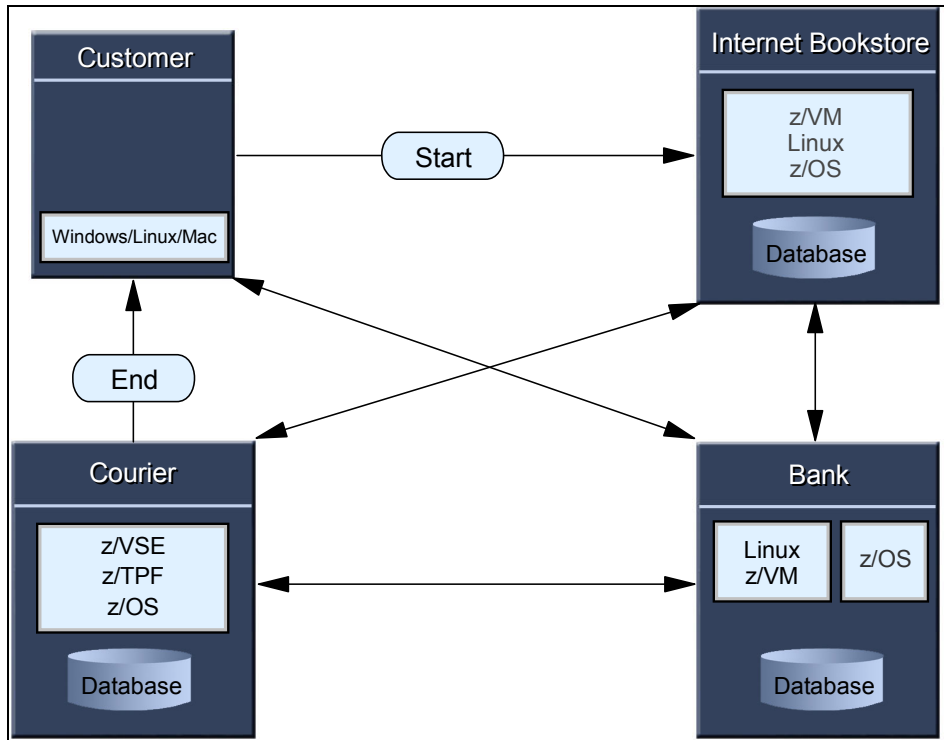 Customer
Windows/Linux/Mac
Start
Internet Bookstore
z/VM
Linux
z/OS
Database
End
Courier
z/VSE
z/TPF
z/OS
Database
Bank
Linux
z/VM
z/OS
Database